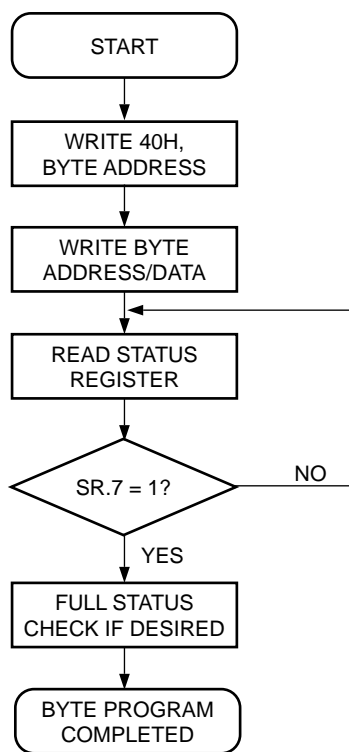 START
WRITE 40H,
BYTE ADDRESS
WRITE BYTE
ADDRESS/DATA
READ STATUS
REGISTER
SR.7 = 1?
NO
YES
FULL STATUS
CHECK IF DESIRED
BYTE PROGRAM
COMPLETED